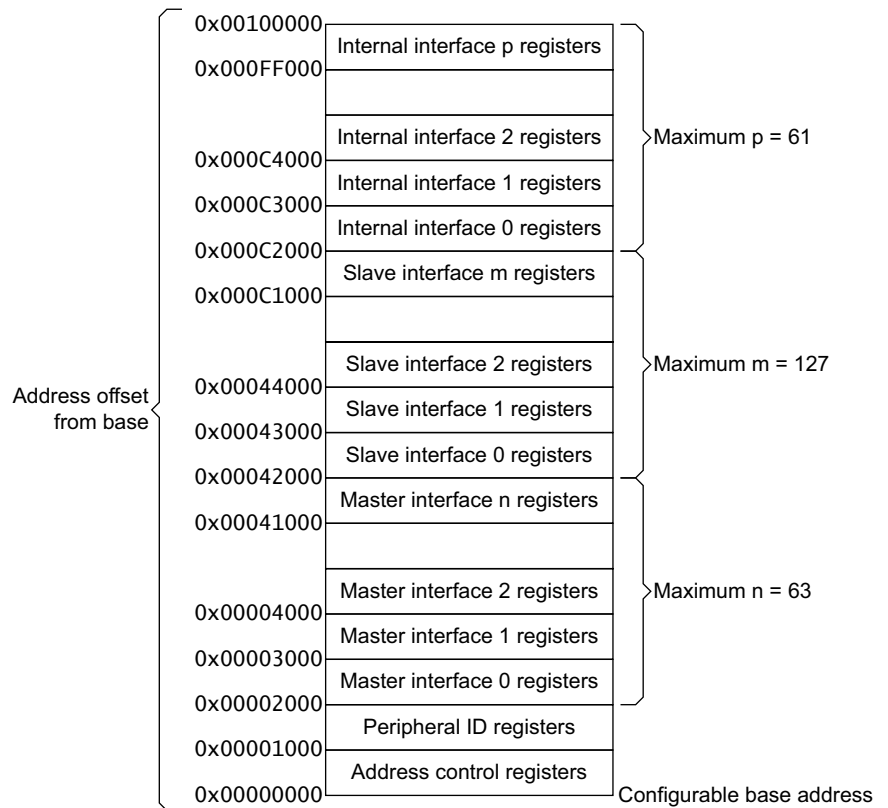 0x00100000
Internal interface p registers
0x000FF000
Internal interface 2 registers
Maximum p = 61
0x000C4000
Internal interface 1 registers
0x000C3000
Internal interface 0 registers
0x000C2000
Slave interface m registers
0x000C1000
Slave interface 2 registers
Maximum m = 127
0x00044000
Address offset
from base
Slave interface 1 registers
0x00043000
Slave interface 0 registers
0x00042000
Master interface n registers
0x00041000
Master interface 2 registers
Maximum n = 63
0x00004000
Master interface 1 registers
0x00003000
Master interface 0 registers
0x00002000
Peripheral ID registers
0x00001000
Address control registers
0x00000000
Configurable base address